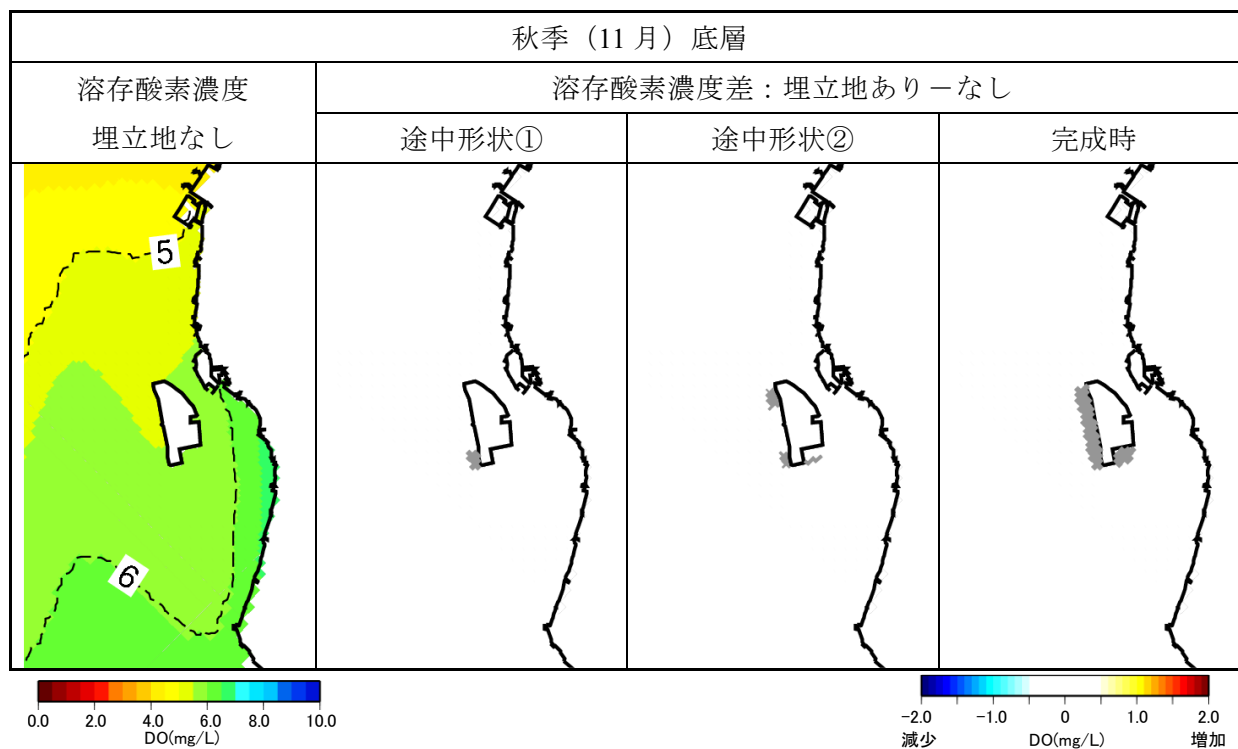 秋季（11 月）底層
溶存酸素濃度
埋立地なし
溶存酸素濃度差：埋立地あり－なし
途中形状①
途中形状②
完成時
5
6
0.0 2.0 4.0 6.0 8.0 10.0
DO(mg/L)
-2.0 -1.0 0 1.0 2.0
減少 DO(mg/L) 増加